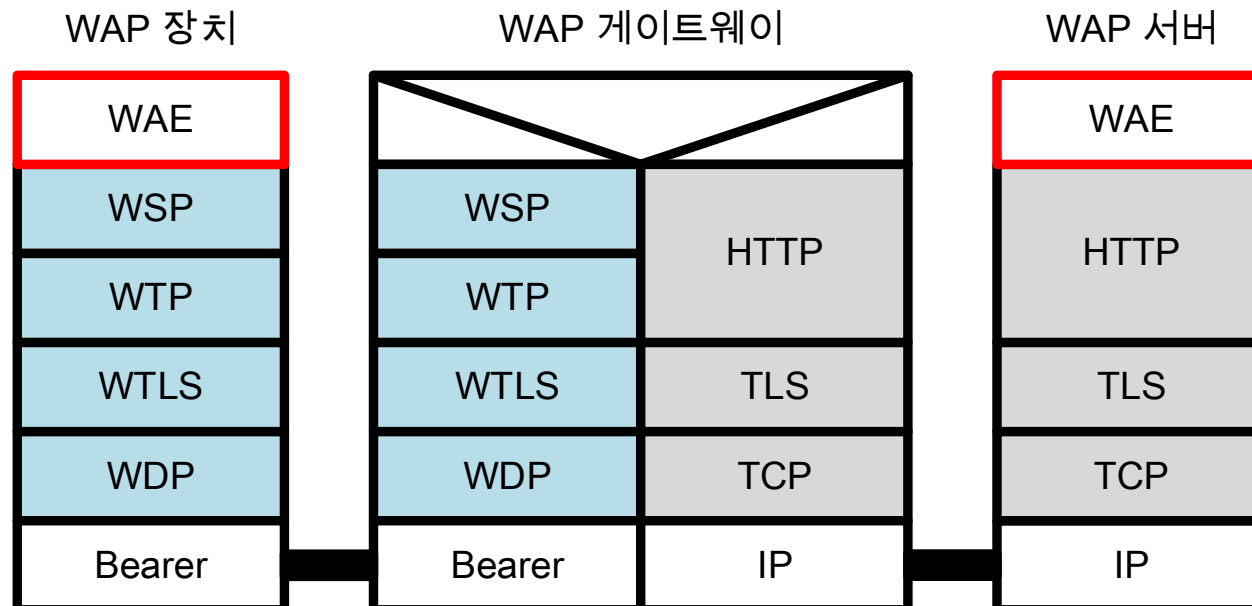 WAP 장치
WAP 게이트웨이
WAP 서버
WAE
WAE
WSP
WSP
HTTP
HTTP
WTP
WTP
WTLS
WTLS
TLS
TLS
WDP
WDP
TCP
TCP
Bearer
Bearer
IP
IP